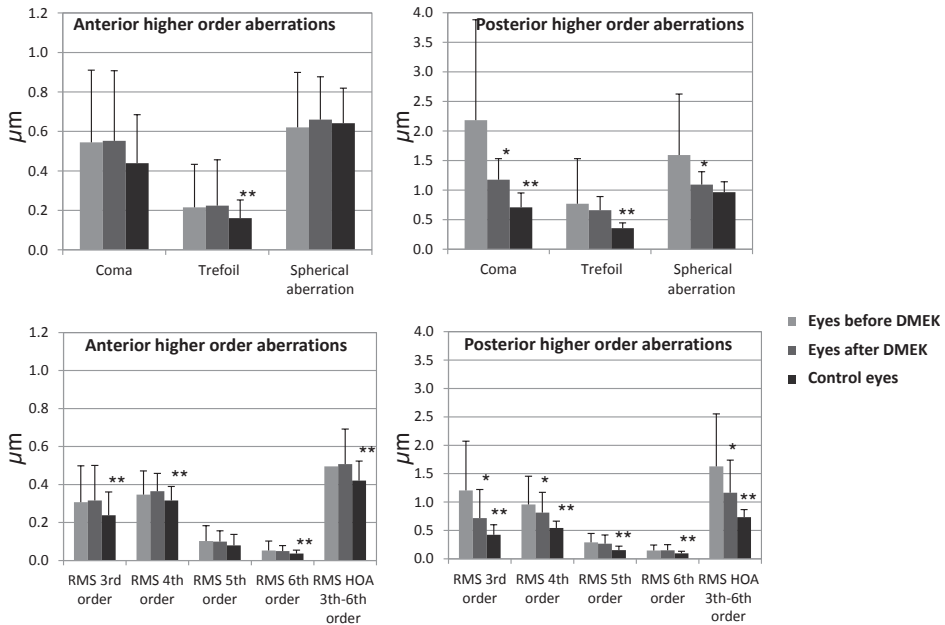 Anterior higher order aberrations
1.2
1.0
0.8
0.6
0.4
0.2
0.0
µm
**
Coma
Trefoil
Spherical
aberration
Posterior higher order aberrations
4.0
3.5
3.0
2.5
2.0
1.5
1.0
0.5
0.0
µm
*
**
**
*
Coma
Trefoil
Spherical
aberration
Anterior higher order aberrations
1.2
1.0
0.8
0.6
0.4
0.2
0.0
µm
**
**
**
**
RMS 3rd
order
RMS 4th
order
RMS 5th
order
RMS 6th
order
RMS HOA
3th-6th
order
Posterior higher order aberrations
4.0
3.5
3.0
2.5
2.0
1.5
1.0
0.5
0.0
µm
*
**
*
**
**
**
*
**
RMS 3rd
order
RMS 4th
order
RMS 5th
order
RMS 6th
order
RMS HOA
3th-6th
order
Eyes before DMEK
Eyes after DMEK
Control eyes